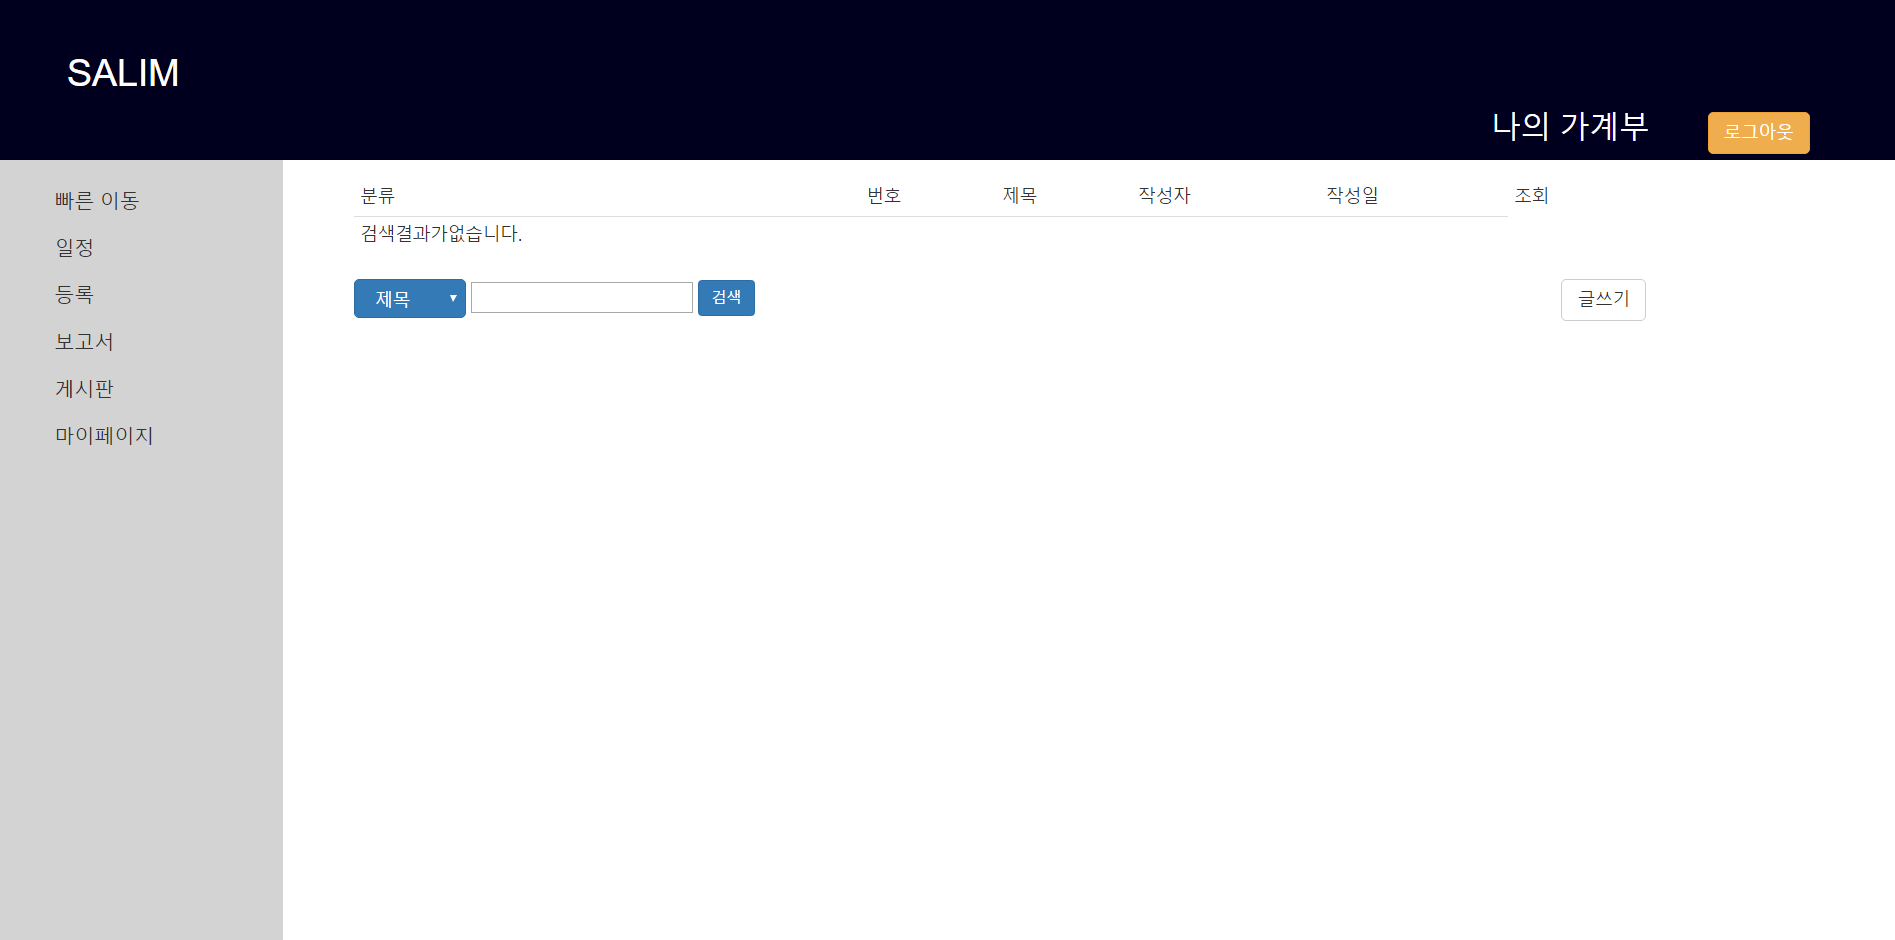 SALIM
나의 가계부 로그아웃
빠른 이동
일정
등록
보고서
게시판
마이페이지
분류 번호 제목 작성자 작성일 조회
검색결과가없습니다.
제목 검색 글쓰기